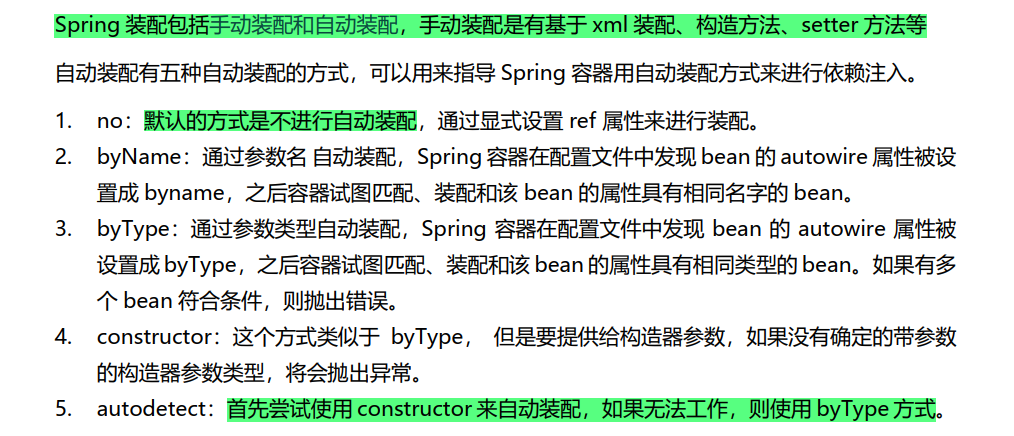 Spring 装配包括手动装配和自动装配，手动装配是有基于 xml 装配、构造方法、setter 方法等
自动装配有五种自动装配的方式，可以用来指导 Spring 容器用自动装配方式来进行依赖注入。
1. no：默认的方式是不进行自动装配，通过显式设置 ref 属性来进行装配。
2. byName：通过参数名 自动装配，Spring 容器在配置文件中发现 bean 的 autowire 属性被设
置成 byname，之后容器试图匹配、装配和该 bean 的属性具有相同名字的 bean。
3. byType：通过参数类型自动装配，Spring 容器在配置文件中发现 bean 的 autowire 属性被
设置成 byType，之后容器试图匹配、装配和该 bean 的属性具有相同类型的 bean。如果有多
个 bean 符合条件，则抛出错误。
4. constructor：这个方式类似于 byType， 但是要提供给构造器参数，如果没有确定的带参数
的构造器参数类型，将会抛出异常。
5. autodetect：首先尝试使用 constructor 来自动装配，如果无法工作，则使用 byType 方式。